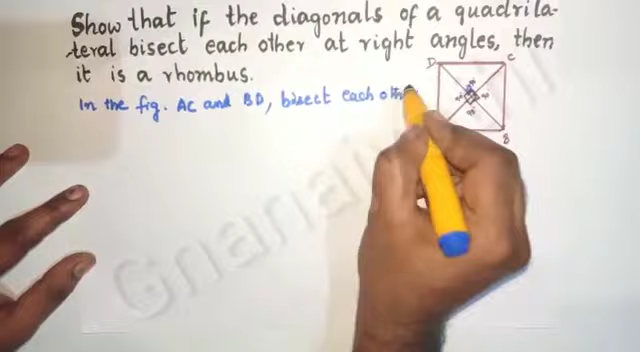 Show that if the diagonals of a quadrila-
teral bisect each other at right angles, then
it is a rhombus.
D C
In the fig. AC and BD, bisect each oth
B